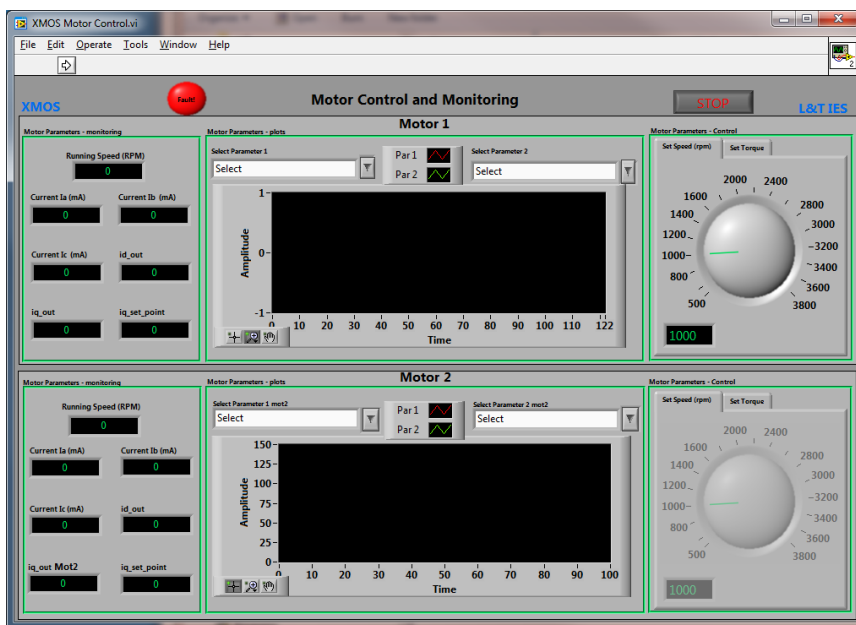 XMOS Motor Control.vi
File Edit Operate Tools Window Help
2
XMOS
Fault!
Motor Control and Monitoring
STOP
L&T IES
Motor 1
Motor Parameters - monitoring
Running Speed (RPM)
0
Current Ia (mA) Current Ib (mA)
0 0
Current Ic (mA) id_out
0 0
iq_out iq_set_point
0 0
Motor Parameters - plots
Select Parameter 1
Select
Par 1
Par 2
Select Parameter 2
Select
Amplitude
1
0
-1
0 10 20 30 40 50 60 70 80 90 100 110 122
Time
Motor Parameters - Control
Set Speed (rpm) Set Torque
500 800 1000 1200 1400 1600 2000 2400 2800 3000 3200 3400 3600 3800
1000
Motor 2
Motor Parameters - monitoring
Running Speed (RPM)
0
Current Ia (mA) Current Ib (mA)
0 0
Current Ic (mA) id_out
0 0
iq_out Mot2 iq_set_point
0 0
Motor Parameters - plots
Select Parameter 1 mot2
Select
Par 1
Par 2
Select Parameter 2 mot2
Select
Amplitude
150
125
100
75
50
25
0
0 10 20 30 40 50 60 70 80 90 100
Time
Motor Parameters - Control
Set Speed (rpm) Set Torque
500 800 1000 1200 1400 1600 2000 2400 2800 3000 3200 3400 3600 3800
1000